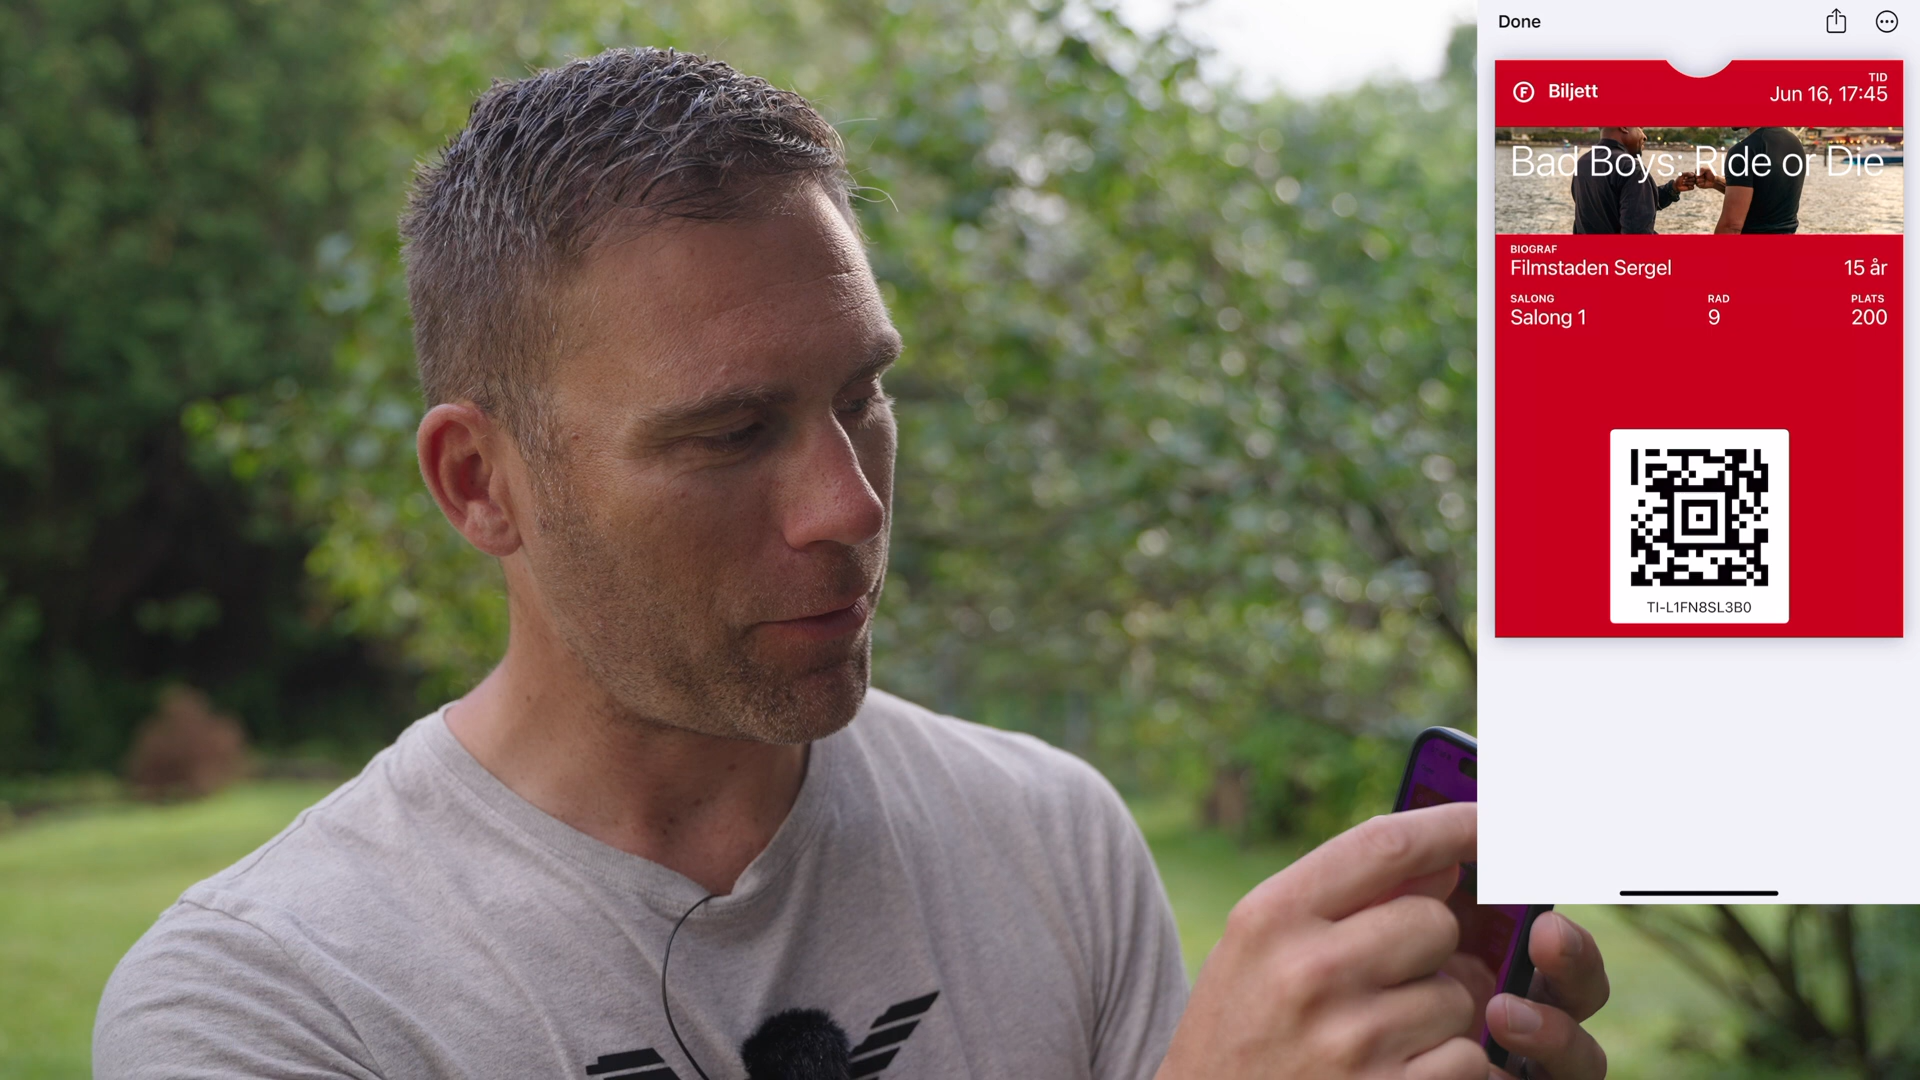 Done
Biljett
TID
Jun 16, 17:45
Bad Boys: Ride or Die
BIOGRAF
Filmstaden Sergel
15 år
SALONG
RAD
PLATS
Salong 1
9
200
TI-L1FN8SL3B0